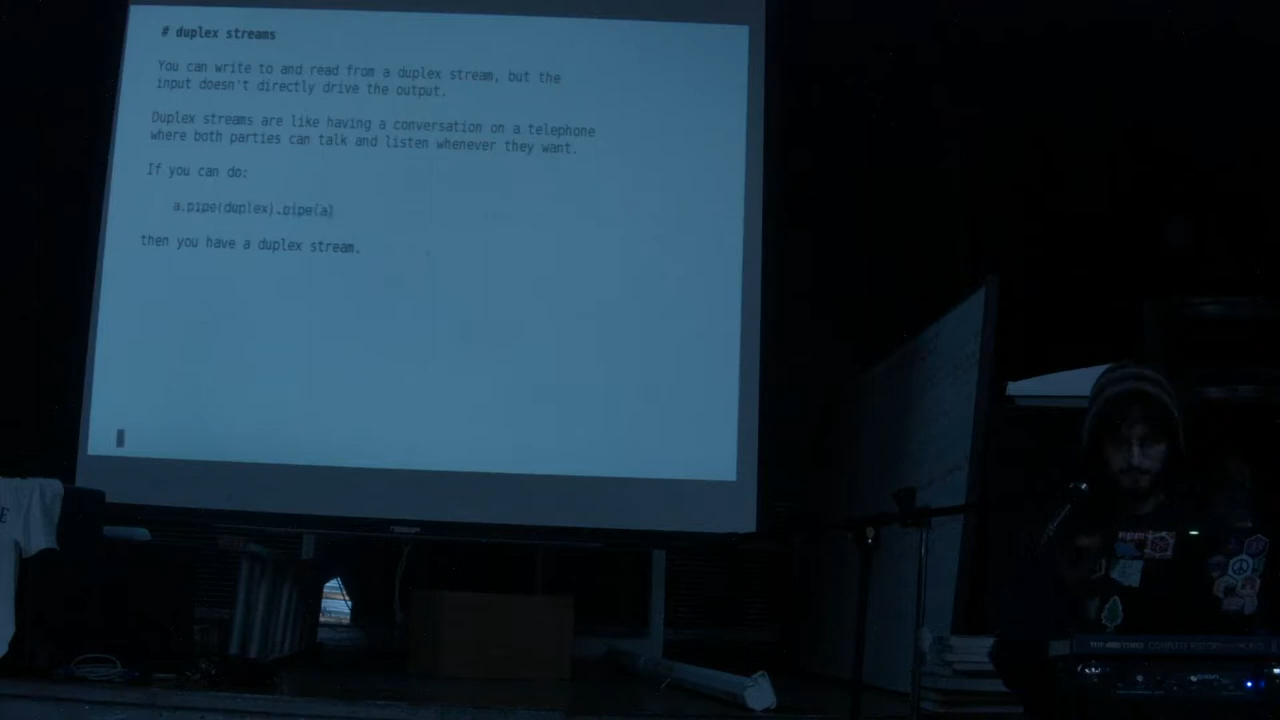 # duplex streams
You can write to and read from a duplex stream, but the
input doesn't directly drive the output.
Duplex streams are like having a conversation on a telephone
where both parties can talk and listen whenever they want.
If you can do:
a.pipe(duplex).pipe(a)
then you have a duplex stream.
E
COMPLETE HISTORY